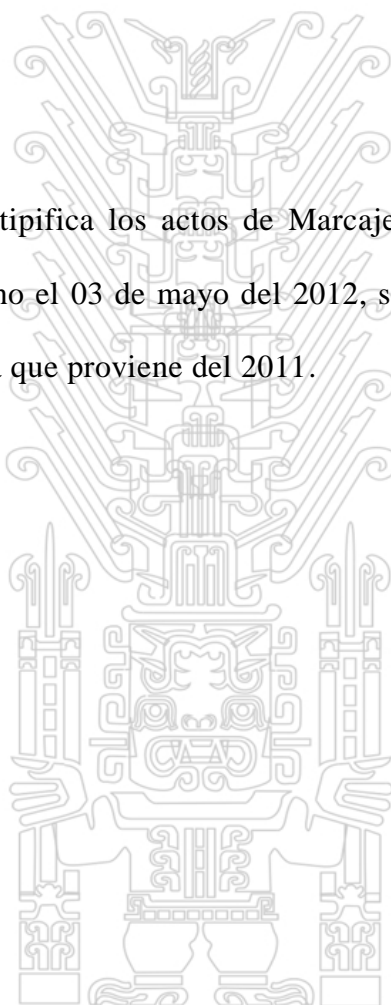 tipifica los actos de Marcaje
no el 03 de mayo del 2012, s
que proviene del 2011.